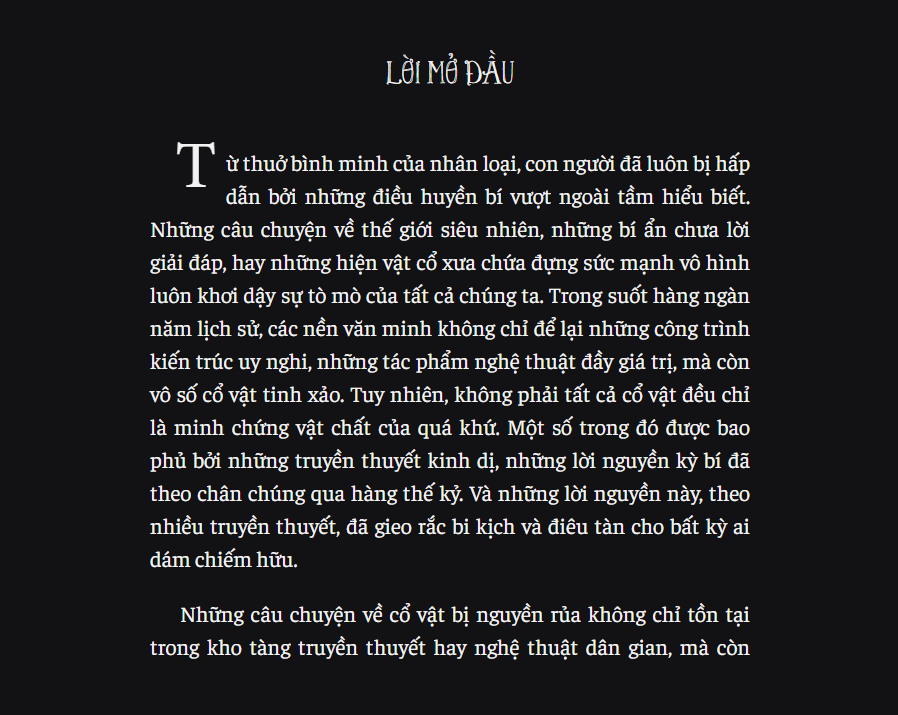 LỜI MỞ ĐẦU
Từ thuở bình minh của nhân loại, con người đã luôn bị hấp
dẫn bởi những điều huyền bí vượt ngoài tầm hiểu biết.
Những câu chuyện về thế giới siêu nhiên, những bí ẩn chưa lời
giải đáp, hay những hiện vật cổ xưa chứa đựng sức mạnh vô hình
luôn khơi dậy sự tò mò của tất cả chúng ta. Trong suốt hàng ngàn
năm lịch sử, các nền văn minh không chỉ để lại những công trình
kiến trúc uy nghi, những tác phẩm nghệ thuật đầy giá trị, mà còn
vô số cổ vật tinh xảo. Tuy nhiên, không phải tất cả cổ vật đều chỉ
là minh chứng vật chất của quá khứ. Một số trong đó được bao
phủ bởi những truyền thuyết kinh dị, những lời nguyền kỳ bí đã
theo chân chúng qua hàng thế kỷ. Và những lời nguyền này, theo
nhiều truyền thuyết, đã gieo rắc bi kịch và điêu tàn cho bất kỳ ai
dám chiếm hữu.
Những câu chuyện về cổ vật bị nguyền rủa không chỉ tồn tại
trong kho tàng truyền thuyết hay nghệ thuật dân gian, mà còn